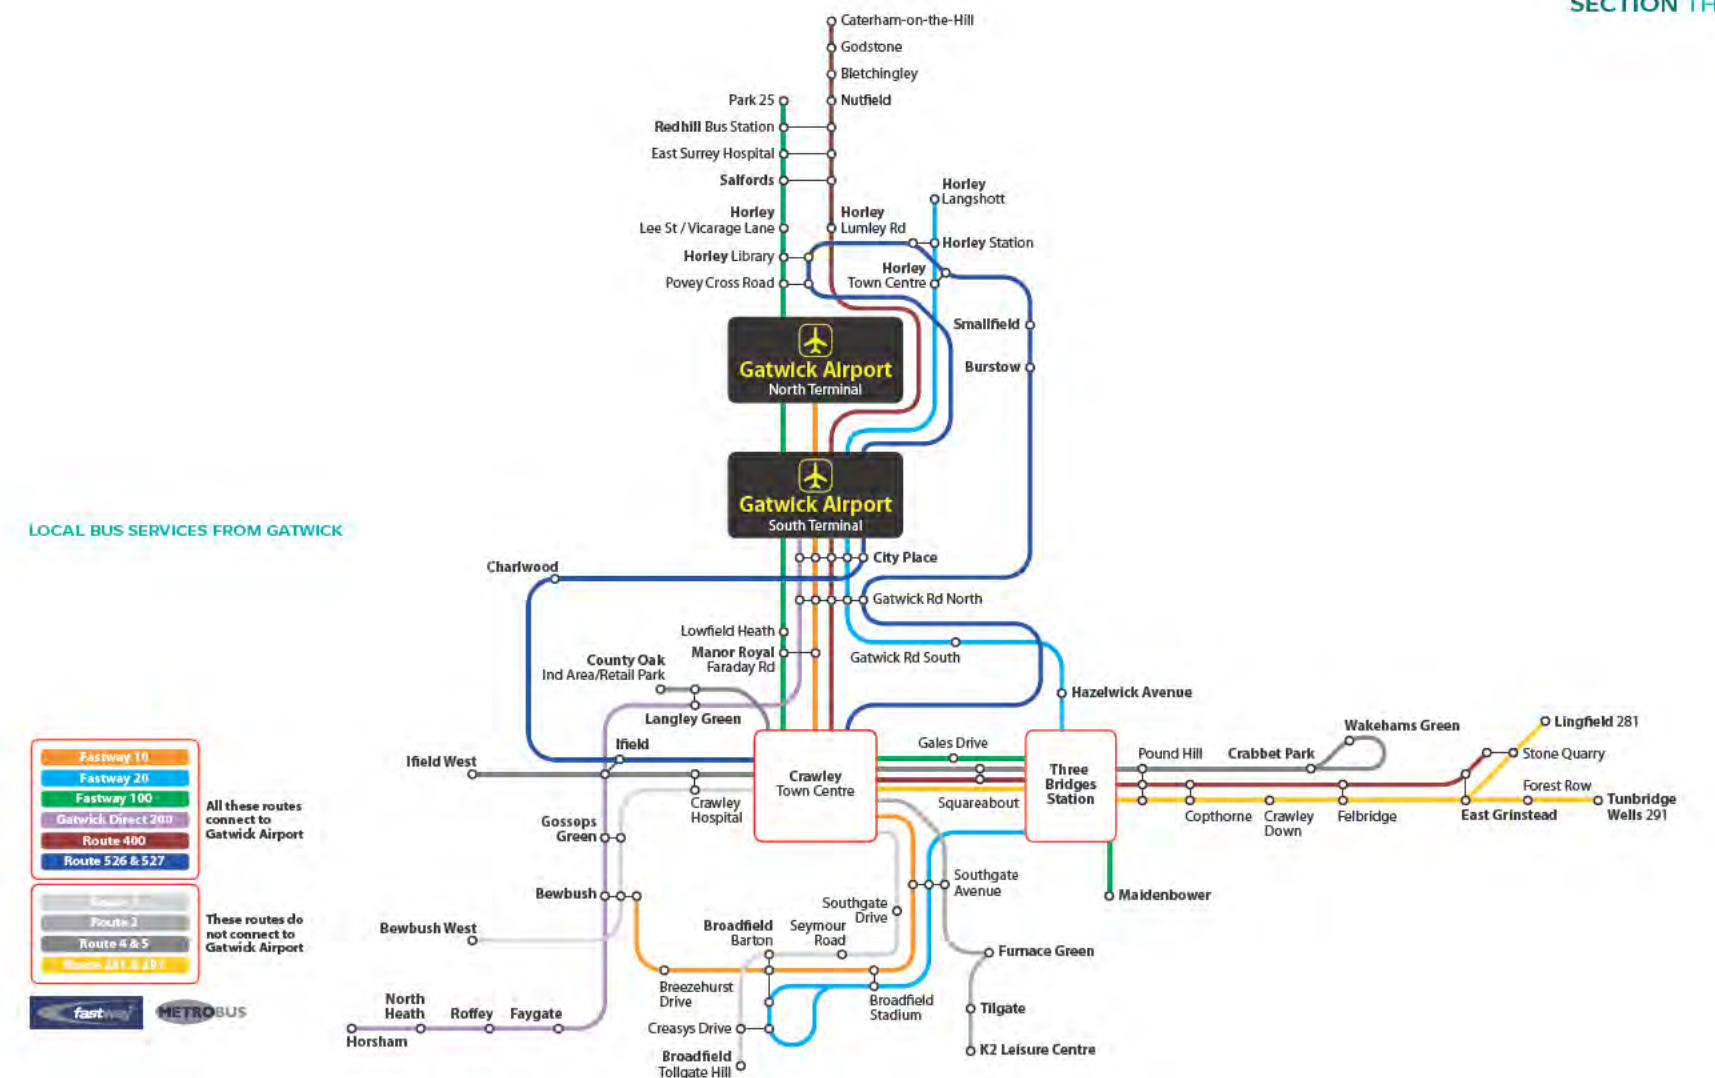 SECTION TH
Caterham-on-the-Hill
Godstone
Bletchingley
Park 25
Nutfield
Redhill Bus Station
East Surrey Hospital
Salfords
Horley
Langshott
Horley
Lee St / Vicarage Lane
Horley
Lumley Rd
Horley Station
Horley Library
Horley
Town Centre
Povey Cross Road
Smallfield
Burstow
Gatwick Airport
North Terminal
Gatwick Airport
South Terminal
LOCAL BUS SERVICES FROM GATWICK
City Place
Charlwood
Gatwick Rd North
Lowfield Heath
Manor Royal
Faraday Rd
Gatwick Rd South
County Oak
Ind Area/Retail Park
Langley Green
Hazelwick Avenue
Ifield
Ifield West
Crawley
Town Centre
Gales Drive
Squareabout
Three
Bridges
Station
Pound Hill
Crabbet Park
Wakehams Green
Lingfield 281
Stone Quarry
Forest Row
Tunbridge
Wells 291
Copthorne
Crawley
Down
Felbridge
East Grinstead
Crawley
Hospital
Gossops
Green
Bewbush
Bewbush West
Southgate
Avenue
Maidenbower
Southgate
Drive
Broadfield
Barton
Seymour
Road
Furnace Green
Breezehurst
Drive
Broadfield
Stadium
Tilgate
Creasys Drive
K2 Leisure Centre
Broadfield
Tollgate Hill
North
Heath
Roffey
Faygate
Horsham
Fastway 10
Fastway 20
Fastway 100
Gatwick Direct 200
Route 400
Route 526 & 527
All these routes
connect to
Gatwick Airport
Route 2
Route 4 & 5
Route 281 & 291
These routes do
not connect to
Gatwick Airport
fastway
METROBUS